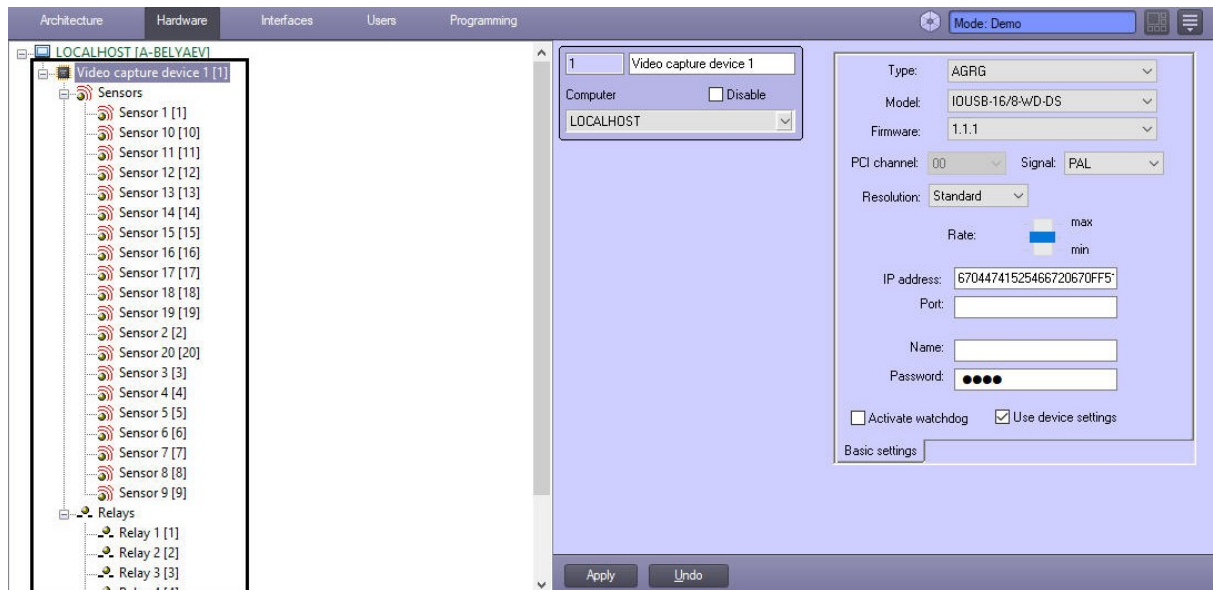 Architecture Hardware Interfaces Users Programming Mode: Demo
LOCALHOST [A-BELYAEV]
Video capture device 1 [1]
Sensors
Sensor 1 [1]
Sensor 10 [10]
Sensor 11 [11]
Sensor 12 [12]
Sensor 13 [13]
Sensor 14 [14]
Sensor 15 [15]
Sensor 16 [16]
Sensor 17 [17]
Sensor 18 [18]
Sensor 19 [19]
Sensor 2 [2]
Sensor 20 [20]
Sensor 3 [3]
Sensor 4 [4]
Sensor 5 [5]
Sensor 6 [6]
Sensor 7 [7]
Sensor 8 [8]
Sensor 9 [9]
Relays
Relay 1 [1]
Relay 2 [2]
Relay 3 [3]
1 Video capture device 1
Computer Disable
LOCALHOST
Type: AGRG
Model: IOUSB-16/8-WD-DS
Firmware: 1.1.1
PCI channel: 00 Signal: PAL
Resolution: Standard
max
Rate:
min
IP address: 67044741525466720670FF5
Port:
Name:
Password: ●●●●
Activate watchdog Use device settings
Basic settings
Apply Undo